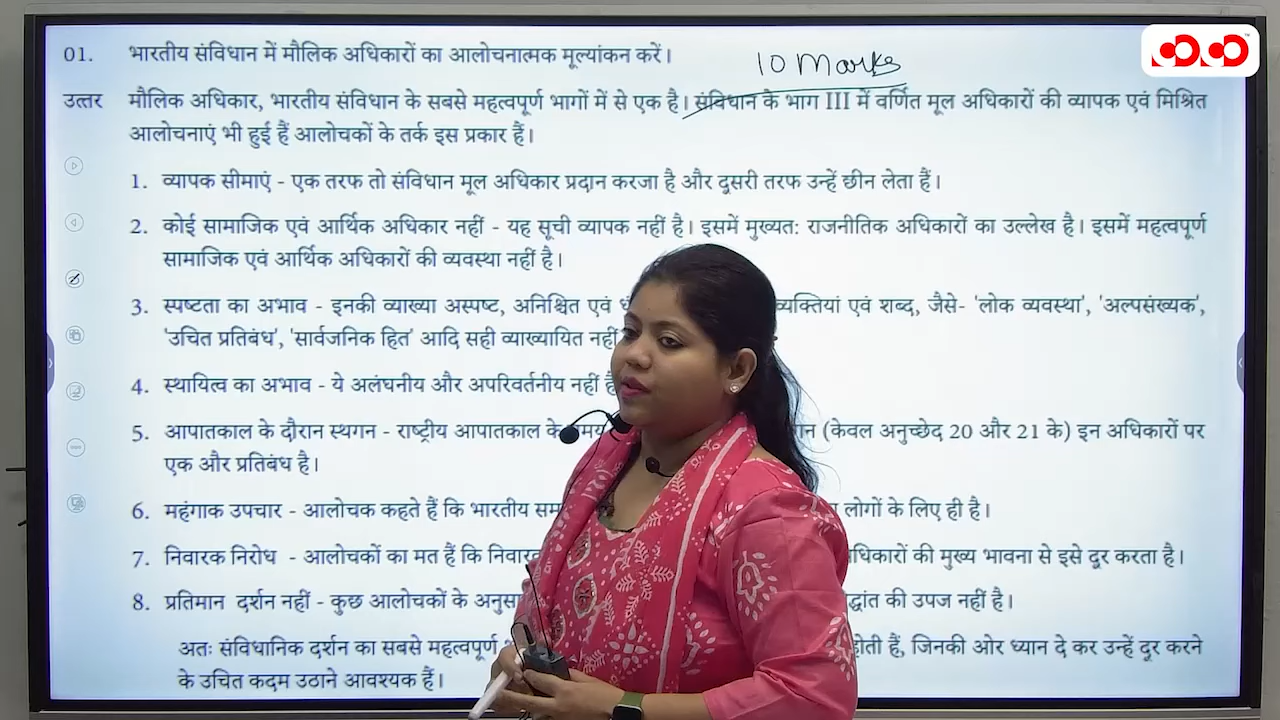 01. भारतीय संविधान में मौलिक अधिकारों का आलोचनात्मक मूल्यांकन करें।
10 Marks
उत्तर मौलिक अधिकार, भारतीय संविधान के सबसे महत्वपूर्ण भागों में से एक है। संविधान के भाग III में वर्णित मूल अधिकारों की व्यापक एवं मिश्रित
आलोचनाएं भी हुई हैं आलोचकों के तर्क इस प्रकार हैं।
1. व्यापक सीमाएं - एक तरफ तो संविधान मूल अधिकार प्रदान करजा है और दुसरी तरफ उन्हें छीन लेता हैं।
2. कोई सामाजिक एवं आर्थिक अधिकार नहीं - यह सूची व्यापक नहीं है। इसमें मुख्यत: राजनीतिक अधिकारों का उल्लेख है। इसमें महत्वपूर्ण
सामाजिक एवं आर्थिक अधिकारों की व्यवस्था नहीं है।
3. स्पष्टता का अभाव - इनकी व्याख्या अस्पष्ट, अनिश्चित एवं व्यक्तियां एवं शब्द, जैसे- 'लोक व्यवस्था', 'अल्पसंख्यक',
'उचित प्रतिबंध', 'सार्वजनिक हित' आदि सही व्याख्यायित नहीं
4. स्थायित्व का अभाव - ये अलंघनीय और अपरिवर्तनीय नहीं
5. आपातकाल के दौरान स्थगन - राष्ट्रीय आपातकाल के (केवल अनुच्छेद 20 और 21 के) इन अधिकारों पर
एक और प्रतिबंध है।
6. महंगाक उपचार - आलोचक कहते हैं कि भारतीय लोगों के लिए ही है।
7. निवारक निरोध - आलोचकों का मत हैं कि की मुख्य भावना से इसे दूर करता है।
8. प्रतिमान दर्शन नहीं - कुछ आलोचकों के की उपज नहीं है।
अतः संविधानिक दर्शन का सबसे महत्वपूर्ण होती हैं, जिनकी ओर ध्यान दे कर उन्हें दूर करने
के उचित कदम उठाने आवश्यक हैं।